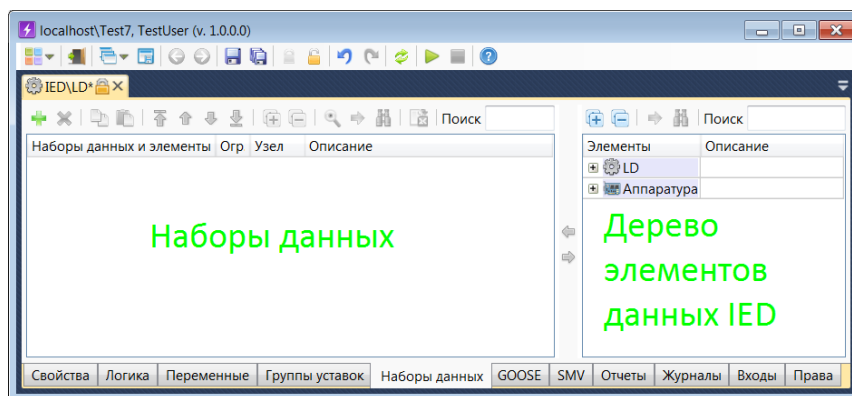 localhost\Test7, TestUser (v. 1.0.0.0)
IED\LD*
Поиск
Поиск
Наборы данных и элементы Огр Узел Описание
Элементы Описание
LD
Аппаратура
Наборы данных
Дерево
элементов
данных IED
Свойства Логика Переменные Группы уставок Наборы данных GOOSE SMV Отчеты Журналы Входы Права